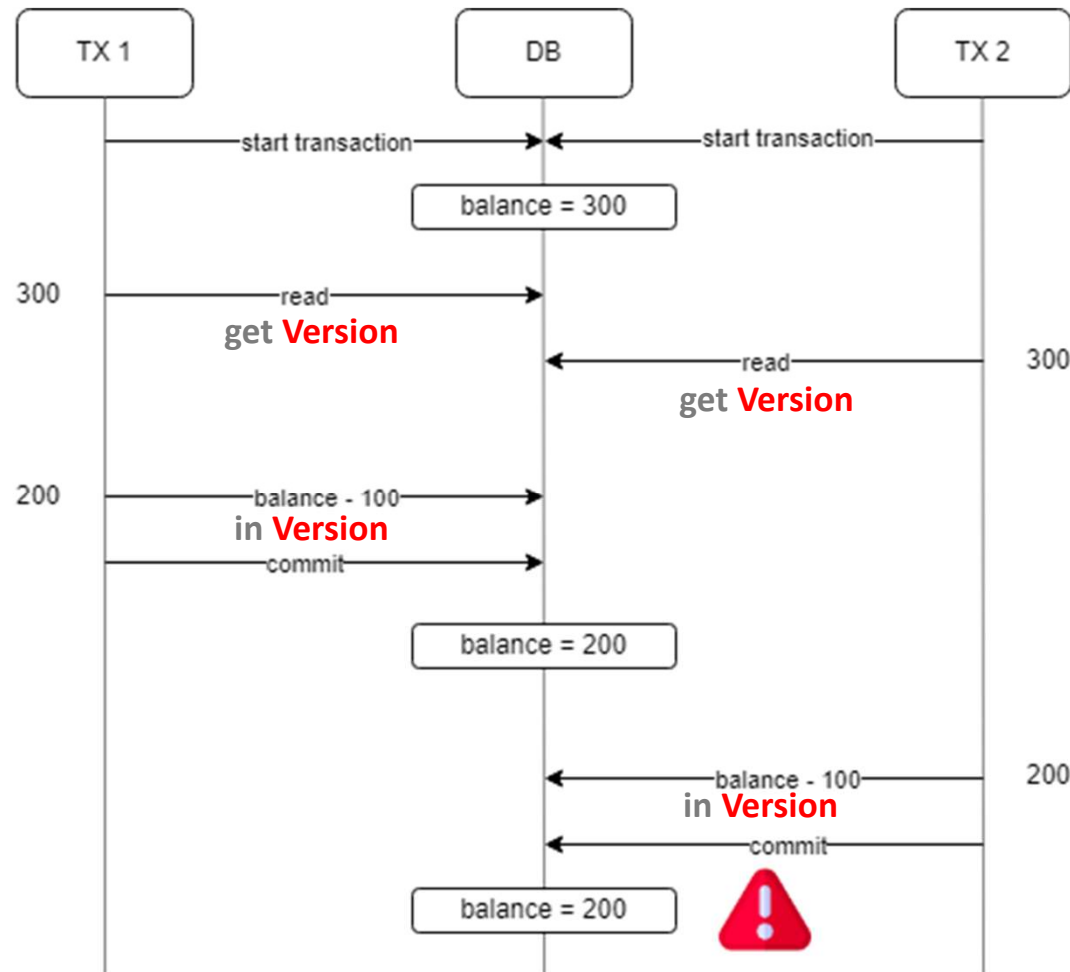 TX 1
DB
TX 2
start transaction
start transaction
balance = 300
300
read
get Version
read
300
get Version
200
balance - 100
in Version
commit
balance = 200
balance - 100
200
in Version
commit
balance = 200